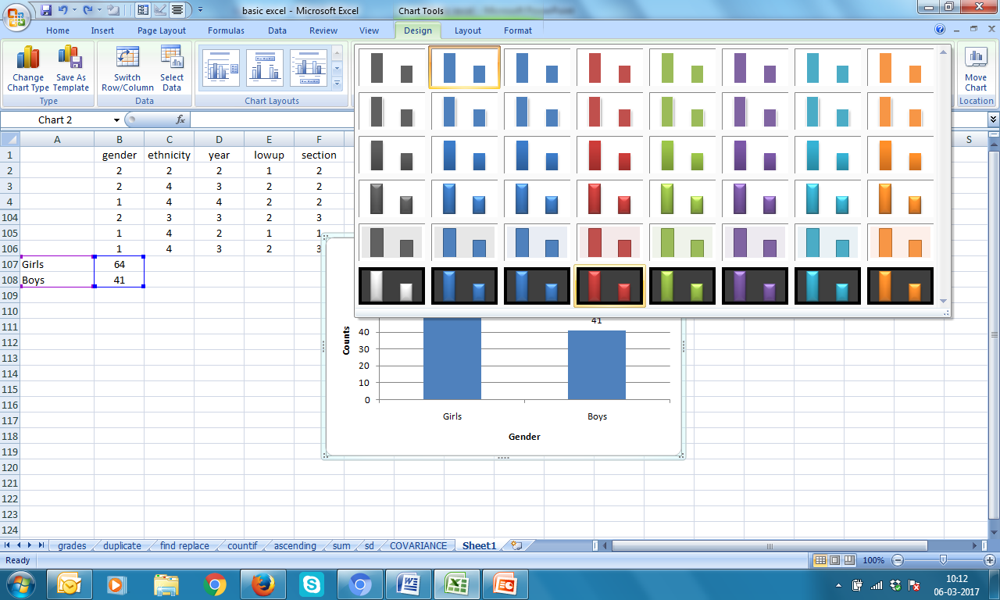 basic excel - Microsoft Excel
Chart Tools
Home Insert Page Layout Formulas Data Review View Design Layout Format
Change Chart Type
Save As Template
Switch Row/Column
Select Data
Move Chart
Type
Data
Chart Layouts
Location
Chart 2
fx
A B C D E F S
1 gender ethnicity year lowup section
2 2 2 2 1 2
3 2 4 3 2 2
4 1 4 4 2 2
104 2 3 3 2 3
105 1 4 2 1 1
106 1 4 3 2 3
107 Girls 64
108 Boys 41
109
110
111
112
113
114
115
116
117
118
119
120
121
122
123
124
41
Counts
40
30
20
10
0
Girls Boys
Gender
grades duplicate find replace countif ascending sum sd COVARIANCE Sheet1
Ready
100%
10:12
06-03-2017